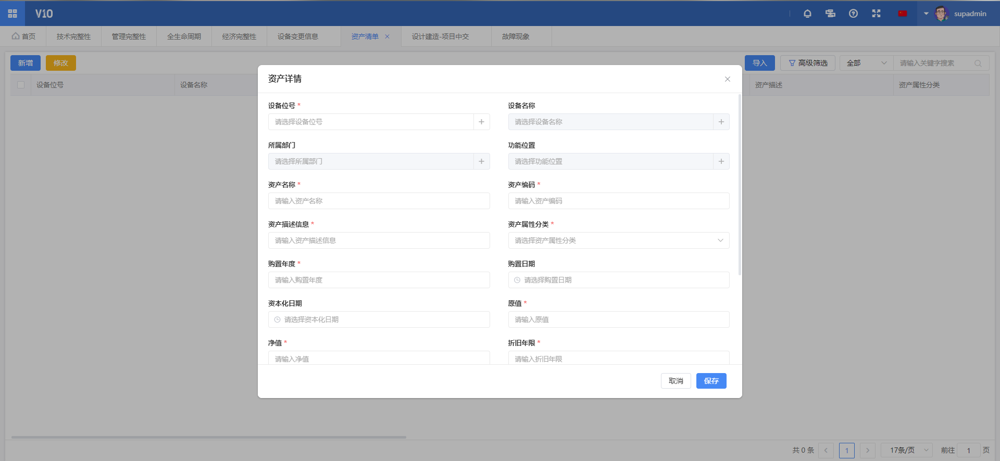 V10
supadmin
首页
技术完整性
管理完整性
全生命周期
经济完整性
设备变更信息
资产清单
设计建造-项目中交
故障现象
新增
修改
导入
高级筛选
全部
请输入关键字搜索
设备位号
设备名称
资产描述
资产属性分类
资产详情
设备位号 *
设备名称
请选择设备位号
请选择设备名称
所属部门
功能位置
请选择所属部门
请选择功能位置
资产名称 *
资产编码 *
请输入资产名称
请输入资产编码
资产描述信息 *
资产属性分类 *
请输入资产描述信息
请选择资产属性分类
购置年度 *
购置日期
请输入购置年度
请选择购置日期
资本化日期
原值 *
请选择资本化日期
请输入原值
净值 *
折旧年限 *
请输入净值
请输入折旧年限
取消
保存
共 0 条
1
17条/页
前往
1
页